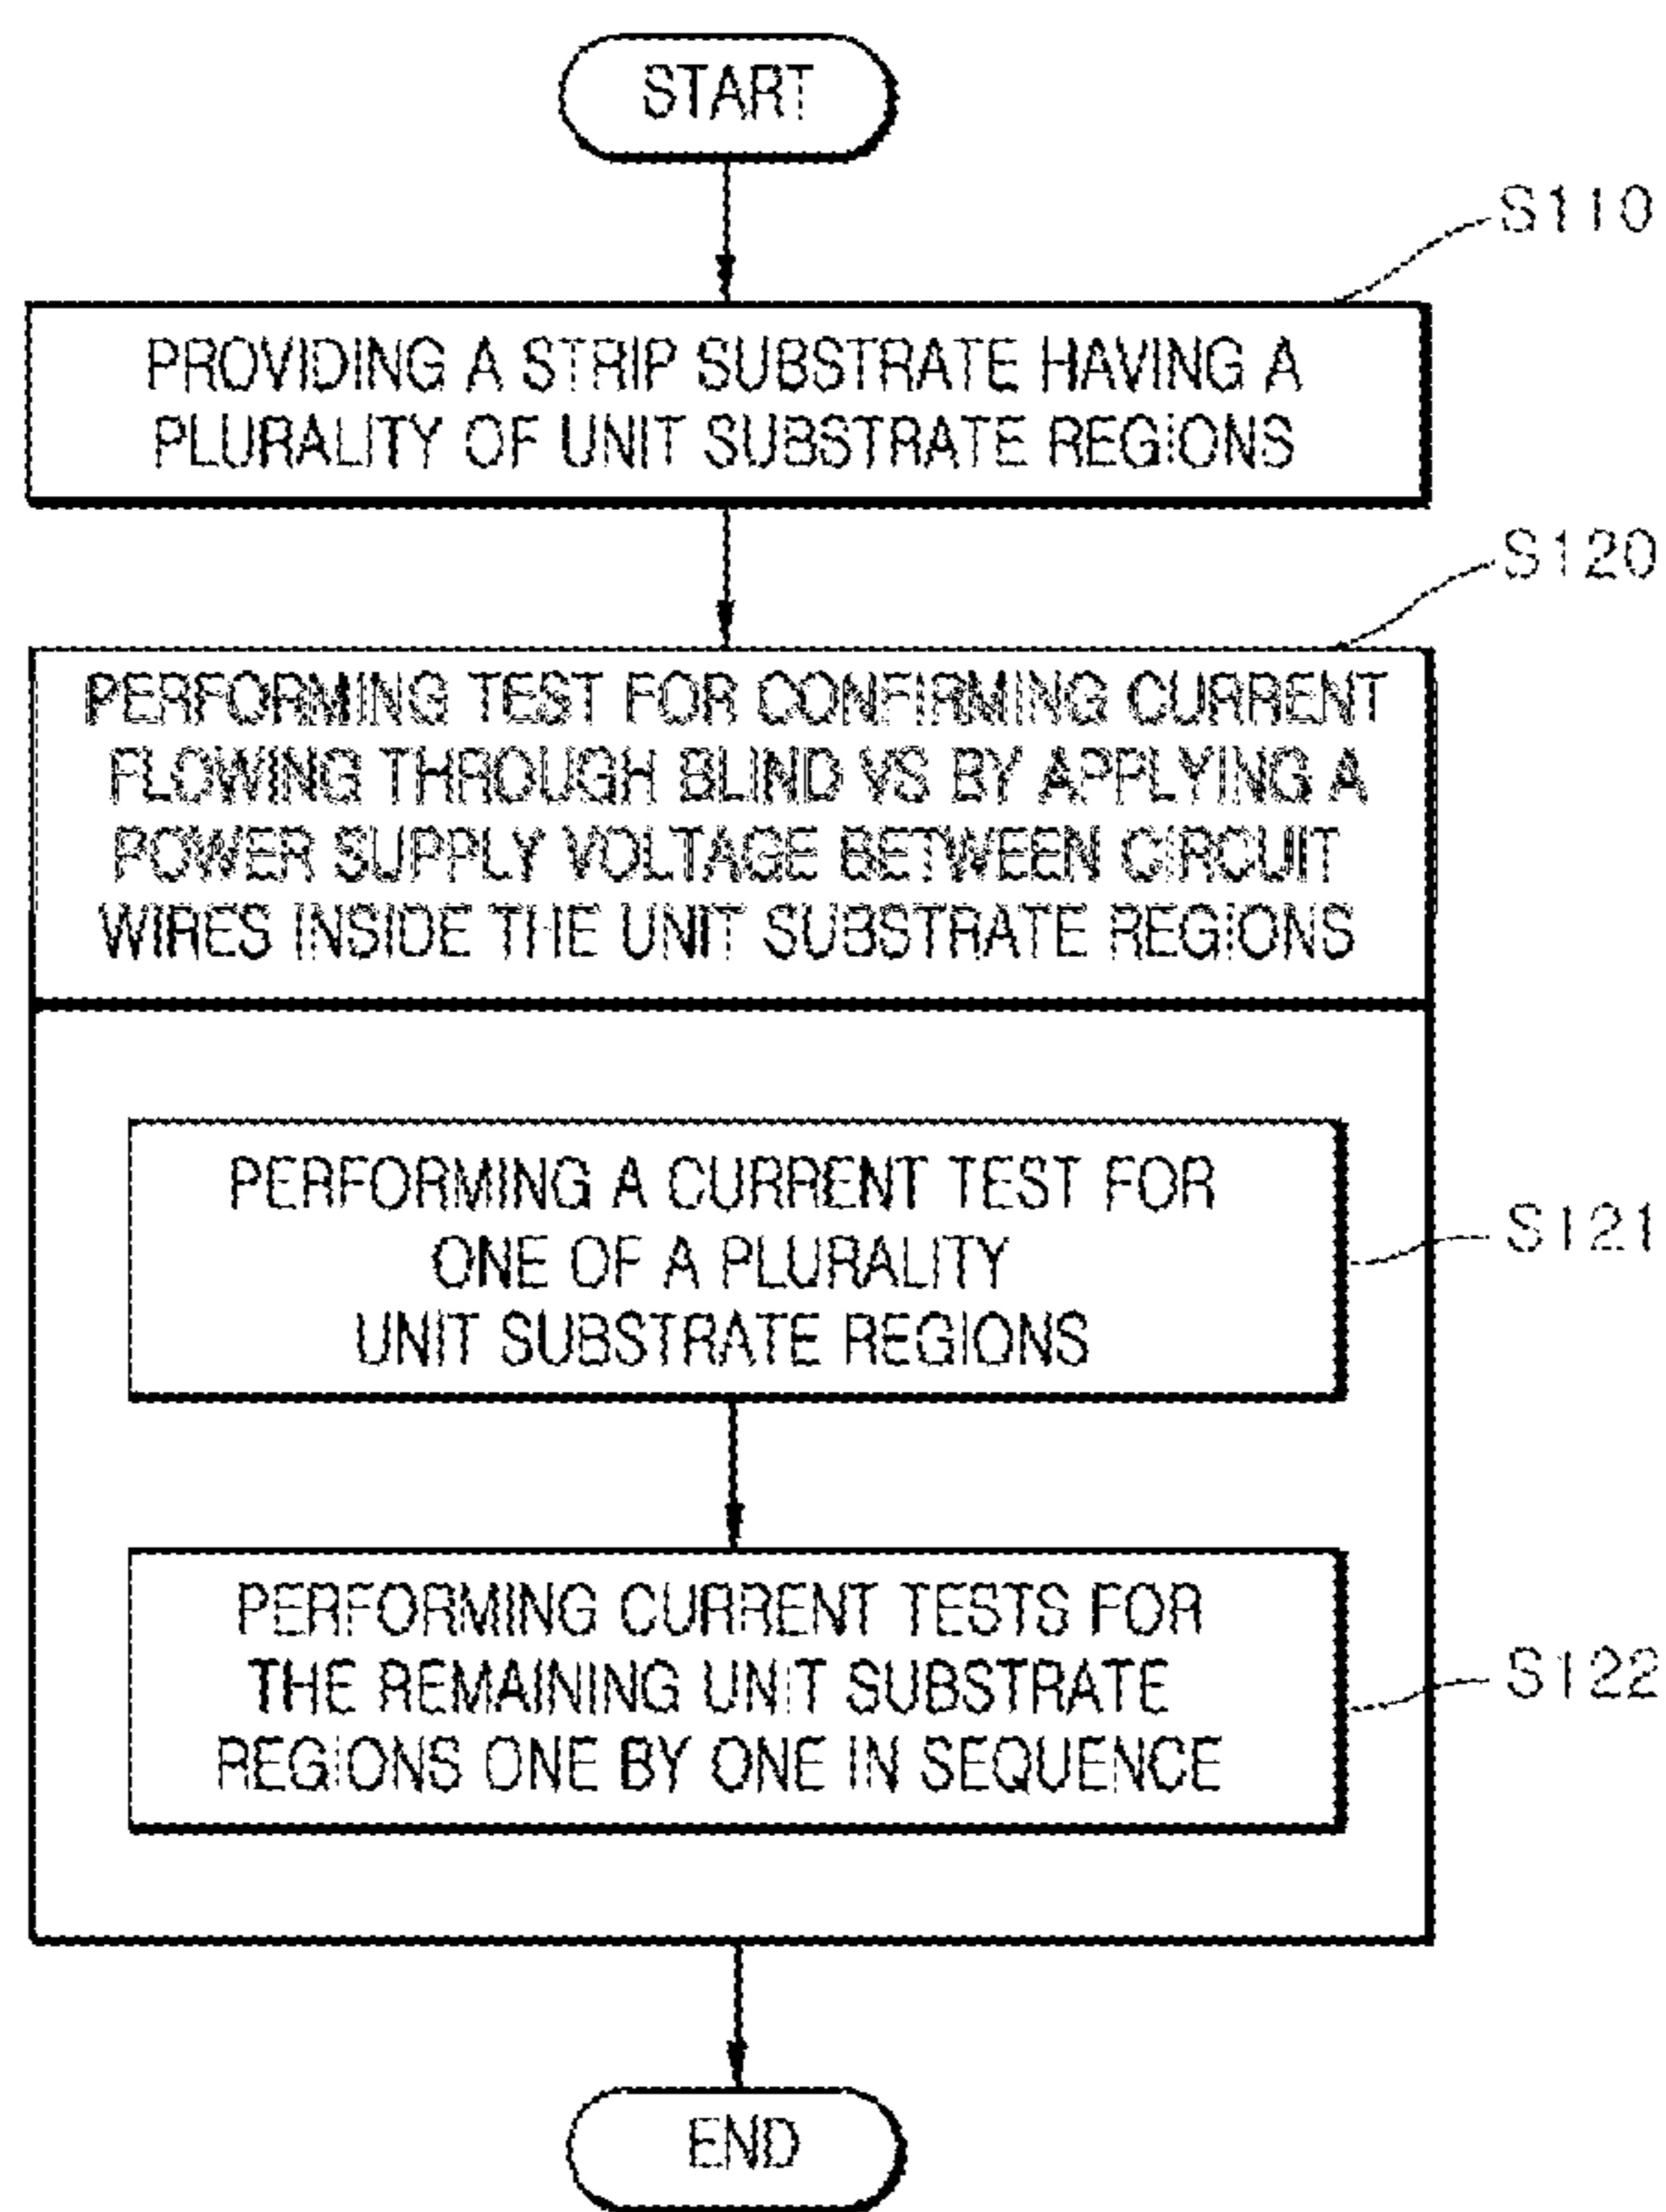 START
S110
PROVIDING A STRIP SUBSTRATE HAVING A
PLURALITY OF UNIT SUBSTRATE REGIONS
S120
PERFORMING TEST FOR CONFIRMING CURRENT
FLOWING THROUGH BLIND VS BY APPLYING A
POWER SUPPLY VOLTAGE BETWEEN CIRCUIT
WIRES INSIDE THE UNIT SUBSTRATE REGIONS
PERFORMING A CURRENT TEST FOR
ONE OF A PLURALITY
UNIT SUBSTRATE REGIONS
S121
PERFORMING CURRENT TESTS FOR
THE REMAINING UNIT SUBSTRATE
REGIONS ONE BY ONE IN SEQUENCE
S122
END